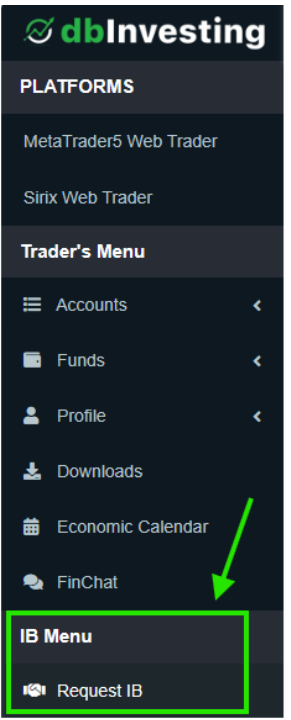 dbInvesting
PLATFORMS
MetaTrader5 Web Trader
Sirix Web Trader
Trader's Menu
Accounts
Funds
Profile
Downloads
Economic Calendar
FinChat
IB Menu
Request IB